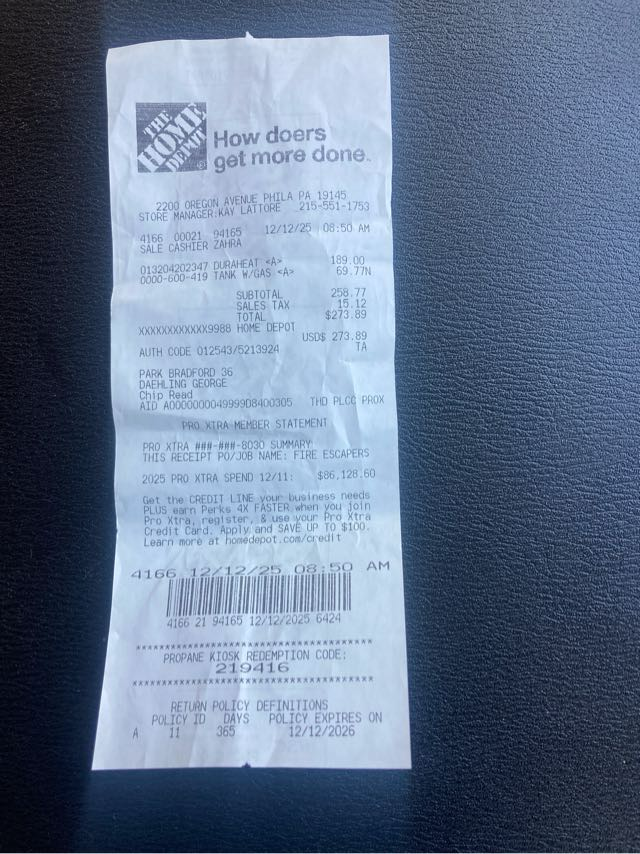 THE
HOME
DEPOT
How doers
get more done.
2200 OREGON AVENUE PHILA PA 19145
STORE MANAGER:KAY LATTORE 215-551-1753
4166 00021 94165 12/12/25 08:50 AM
SALE CASHIER ZAHRA
013204202347 DURAHEAT <A> 189.00
0000-600-419 TANK W/GAS <A> 69.77N
SUBTOTAL 258.77
SALES TAX 15.12
TOTAL $273.89
XXXXXXXXXXXX9988 HOME DEPOT
USD$ 273.89
AUTH CODE 012543/5213924 TA
PARK BRADFORD 36
DAEHLING GEORGE
Chip Read
AID A0000000049999D8400305 THD PLCC PROX
PRO XTRA MEMBER STATEMENT
PRO XTRA ###-###-8030 SUMMARY
THIS RECEIPT PO/JOB NAME: FIRE ESCAPERS
2025 PRO XTRA SPEND 12/11: $86,128.60
Get the CREDIT LINE your business needs
PLUS earn Perks 4X FASTER when you join
Pro Xtra, register, & use your Pro Xtra
Credit Card. Apply and SAVE UP TO $100.
Learn more at homedepot.com/credit
4166 12/12/25 08:50 AM
4166 21 94165 12/12/2025 6424
***************************************
PROPANE KIOSK REDEMPTION CODE:
219416
***************************************
RETURN POLICY DEFINITIONS
POLICY ID DAYS POLICY EXPIRES ON
A 11 365 12/12/2026